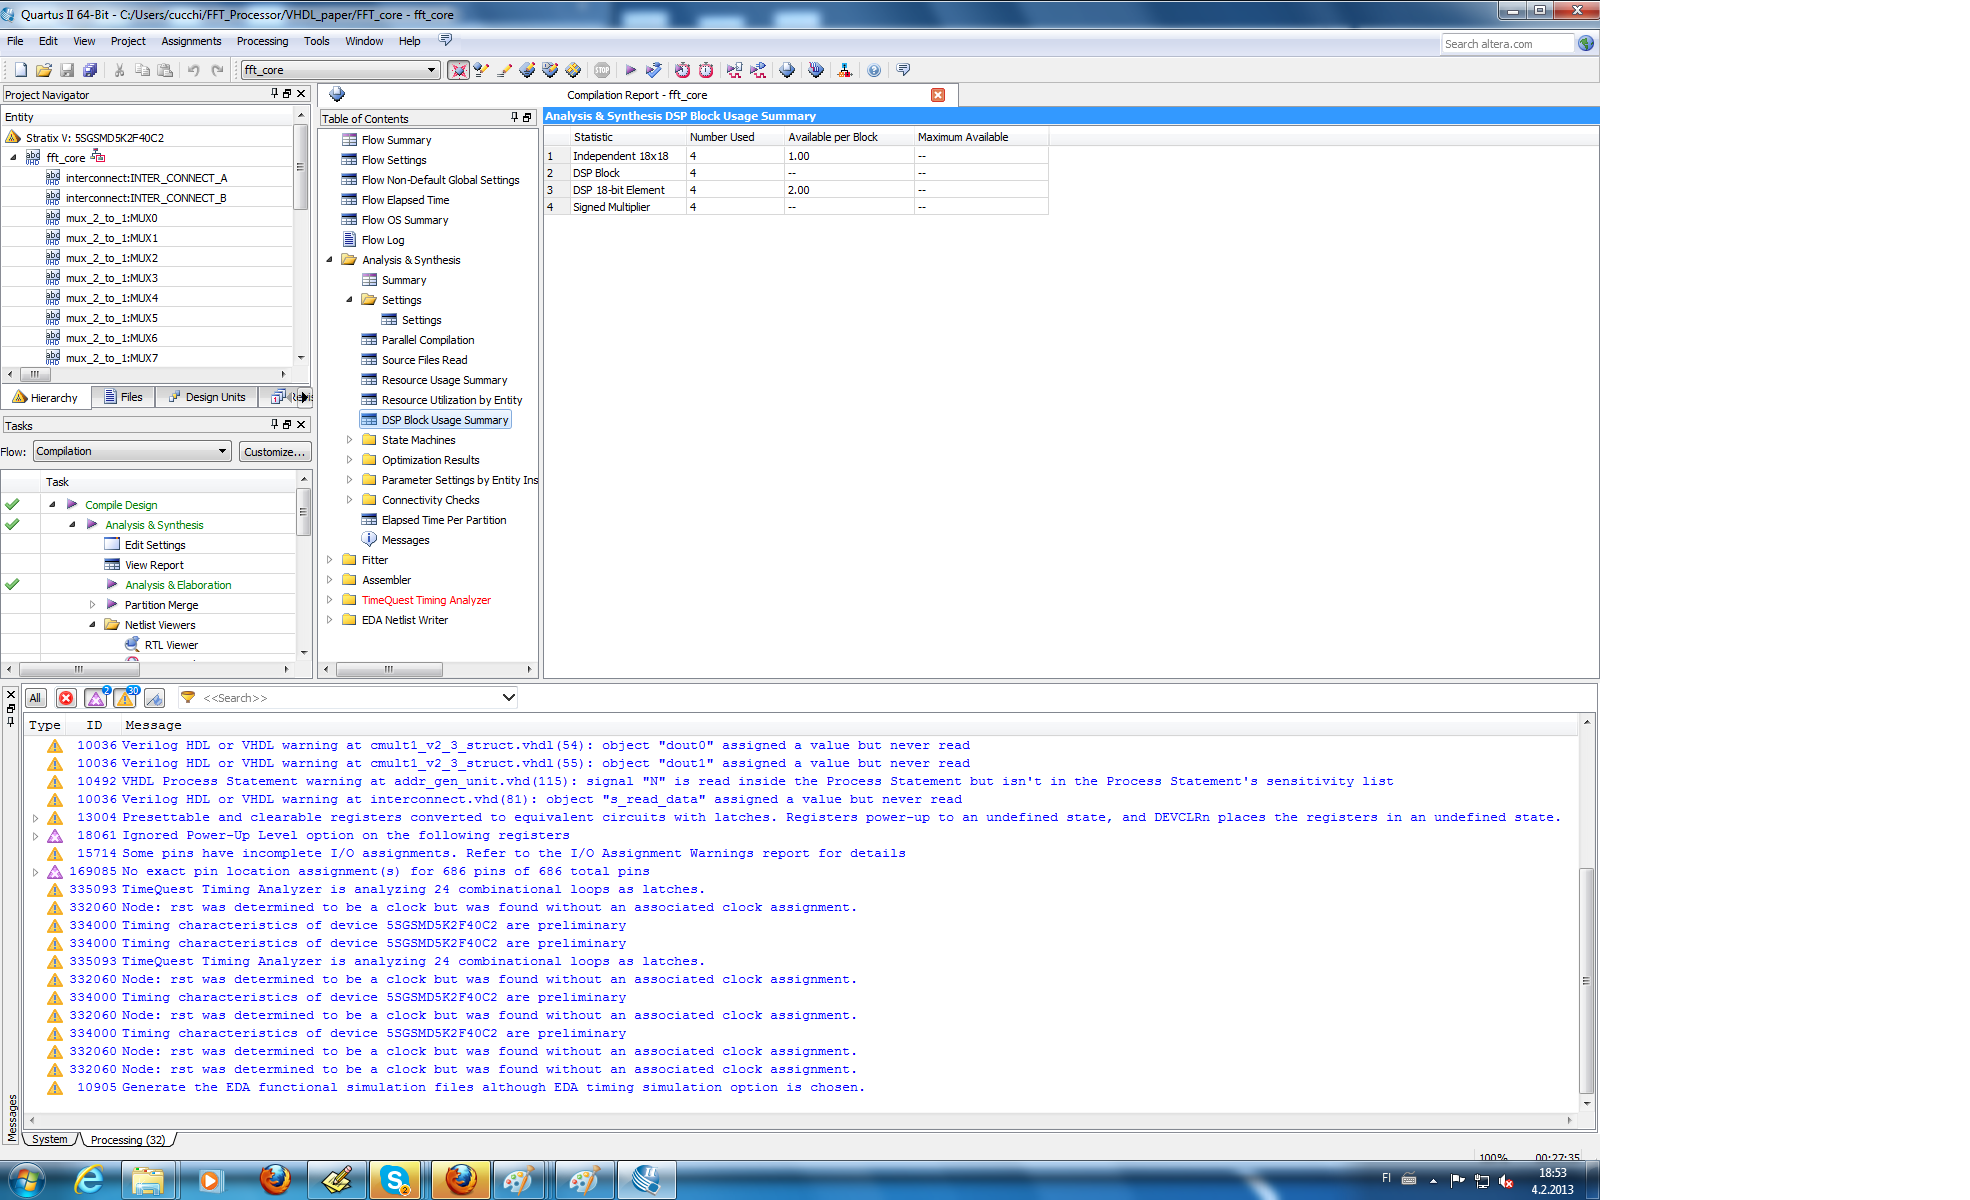 Quartus II 64-Bit - C:/Users/cucchi/FFT_Processor/VHDL_paper/FFT_core - fft_core
File Edit View Project Assignments Processing Tools Window Help
Search altera.com
fft_core
STOP
Project Navigator
Entity
Stratix V: 5SGSMD5K2F40C2
fft_core
interconnect:INTER_CONNECT_A
interconnect:INTER_CONNECT_B
mux_2_to_1:MUX0
mux_2_to_1:MUX1
mux_2_to_1:MUX2
mux_2_to_1:MUX3
mux_2_to_1:MUX4
mux_2_to_1:MUX5
mux_2_to_1:MUX6
mux_2_to_1:MUX7
Hierarchy Files Design Units
Tasks
Flow: Compilation Customize...
Task
Compile Design
Analysis & Synthesis
Edit Settings
View Report
Analysis & Elaboration
Partition Merge
Netlist Viewers
RTL Viewer
Compilation Report - fft_core
Table of Contents
Flow Summary
Flow Settings
Flow Non-Default Global Settings
Flow Elapsed Time
Flow OS Summary
Flow Log
Analysis & Synthesis
Summary
Settings
Settings
Parallel Compilation
Source Files Read
Resource Usage Summary
Resource Utilization by Entity
DSP Block Usage Summary
State Machines
Optimization Results
Parameter Settings by Entity Ins
Connectivity Checks
Elapsed Time Per Partition
Messages
Fitter
Assembler
TimeQuest Timing Analyzer
EDA Netlist Writer
Analysis & Synthesis DSP Block Usage Summary
Statistic Number Used Available per Block Maximum Available
1 Independent 18x18 4 1.00 --
2 DSP Block 4 -- --
3 DSP 18-bit Element 4 2.00 --
4 Signed Multiplier 4 -- --
All 2 30 <<Search>>
Type ID Message
10036 Verilog HDL or VHDL warning at cmult1_v2_3_struct.vhdl(54): object "dout0" assigned a value but never read
10036 Verilog HDL or VHDL warning at cmult1_v2_3_struct.vhdl(55): object "dout1" assigned a value but never read
10492 VHDL Process Statement warning at addr_gen_unit.vhd(115): signal "N" is read inside the Process Statement but isn't in the Process Statement's sensitivity list
10036 Verilog HDL or VHDL warning at interconnect.vhd(81): object "s_read_data" assigned a value but never read
13004 Presettable and clearable registers converted to equivalent circuits with latches. Registers power-up to an undefined state, and DEVCLRn places the registers in an undefined state.
18061 Ignored Power-Up Level option on the following registers
15714 Some pins have incomplete I/O assignments. Refer to the I/O Assignment Warnings report for details
169085 No exact pin location assignment(s) for 686 pins of 686 total pins
335093 TimeQuest Timing Analyzer is analyzing 24 combinational loops as latches.
332060 Node: rst was determined to be a clock but was found without an associated clock assignment.
334000 Timing characteristics of device 5SGSMD5K2F40C2 are preliminary
334000 Timing characteristics of device 5SGSMD5K2F40C2 are preliminary
335093 TimeQuest Timing Analyzer is analyzing 24 combinational loops as latches.
332060 Node: rst was determined to be a clock but was found without an associated clock assignment.
334000 Timing characteristics of device 5SGSMD5K2F40C2 are preliminary
332060 Node: rst was determined to be a clock but was found without an associated clock assignment.
334000 Timing characteristics of device 5SGSMD5K2F40C2 are preliminary
332060 Node: rst was determined to be a clock but was found without an associated clock assignment.
332060 Node: rst was determined to be a clock but was found without an associated clock assignment.
10905 Generate the EDA functional simulation files although EDA timing simulation option is chosen.
Messages
System Processing (32)
100% 00:27:35
FI
18:53
4.2.2013